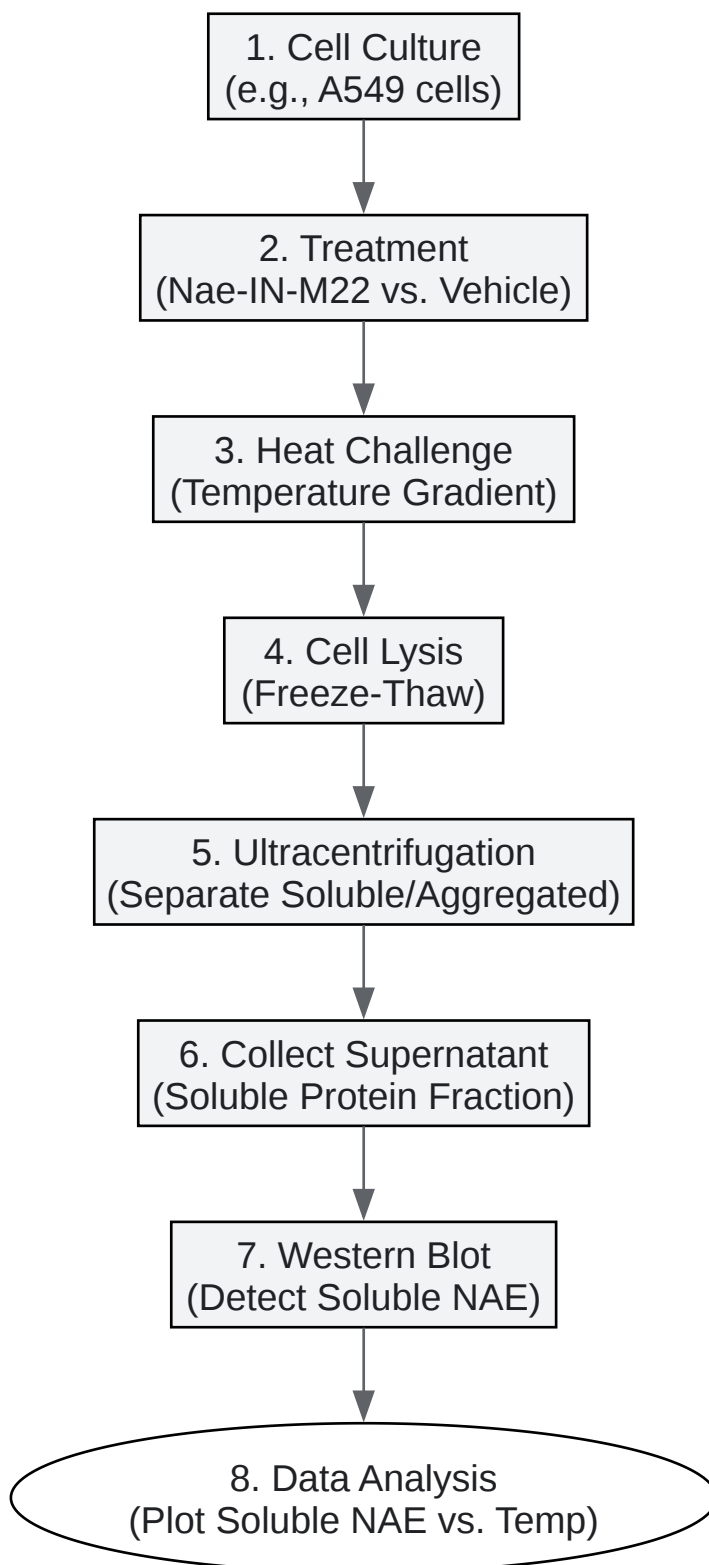 1. Cell Culture
(e.g., A549 cells)
2. Treatment
(Nae-IN-M22 vs. Vehicle)
3. Heat Challenge
(Temperature Gradient)
4. Cell Lysis
(Freeze-Thaw)
5. Ultracentrifugation
(Separate Soluble/Aggregated)
6. Collect Supernatant
(Soluble Protein Fraction)
7. Western Blot
(Detect Soluble NAE)
8. Data Analysis
(Plot Soluble NAE vs. Temp)